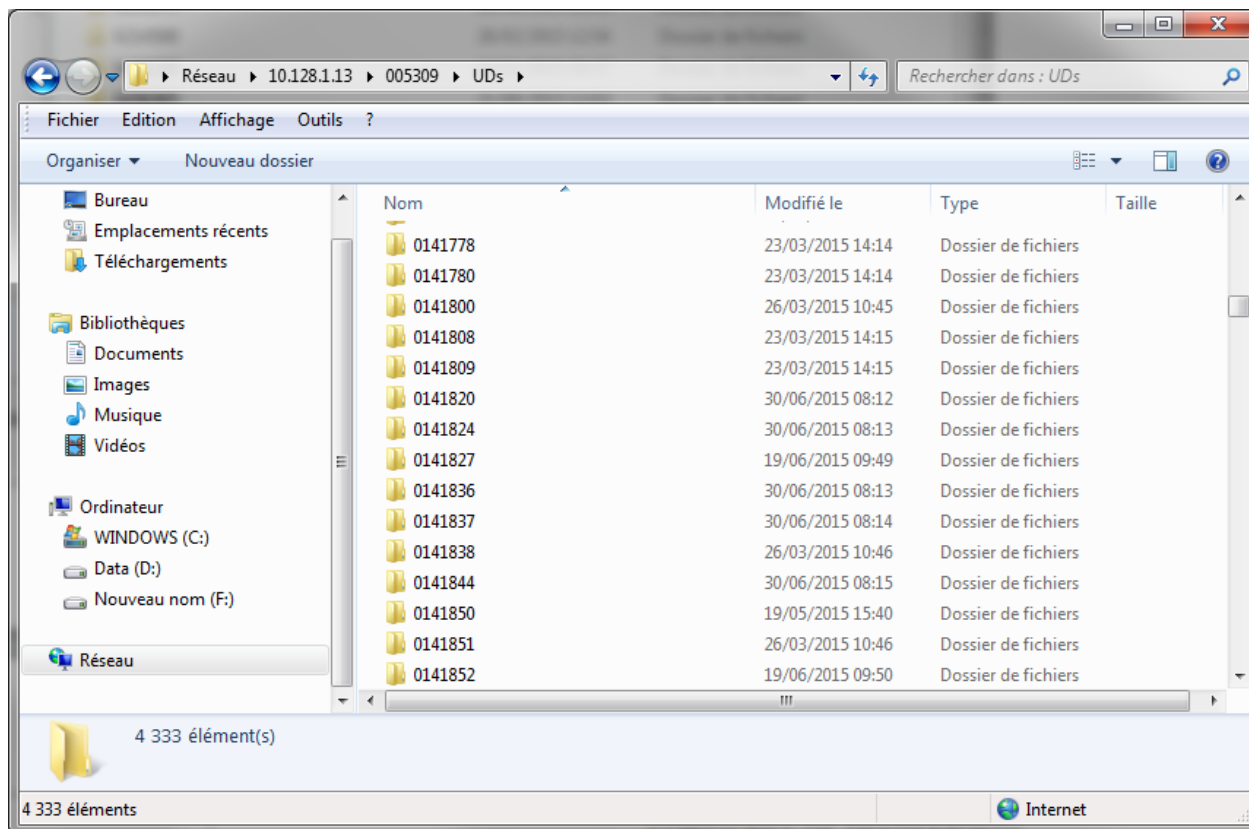 Réseau ▸ 10.128.1.13 ▸ 005309 ▸ UDs ▸ Rechercher dans : UDs
Fichier Edition Affichage Outils ?
Organiser Nouveau dossier
Bureau
Emplacements récents
Téléchargements
Bibliothèques
Documents
Images
Musique
Vidéos
Ordinateur
WINDOWS (C:)
Data (D:)
Nouveau nom (F:)
Réseau
Nom Modifié le Type Taille
0141778 23/03/2015 14:14 Dossier de fichiers
0141780 23/03/2015 14:14 Dossier de fichiers
0141800 26/03/2015 10:45 Dossier de fichiers
0141808 23/03/2015 14:15 Dossier de fichiers
0141809 23/03/2015 14:15 Dossier de fichiers
0141820 30/06/2015 08:12 Dossier de fichiers
0141824 30/06/2015 08:13 Dossier de fichiers
0141827 19/06/2015 09:49 Dossier de fichiers
0141836 30/06/2015 08:13 Dossier de fichiers
0141837 30/06/2015 08:14 Dossier de fichiers
0141838 26/03/2015 10:46 Dossier de fichiers
0141844 30/06/2015 08:15 Dossier de fichiers
0141850 19/05/2015 15:40 Dossier de fichiers
0141851 26/03/2015 10:46 Dossier de fichiers
0141852 19/06/2015 09:50 Dossier de fichiers
4 333 élément(s)
4 333 éléments Internet